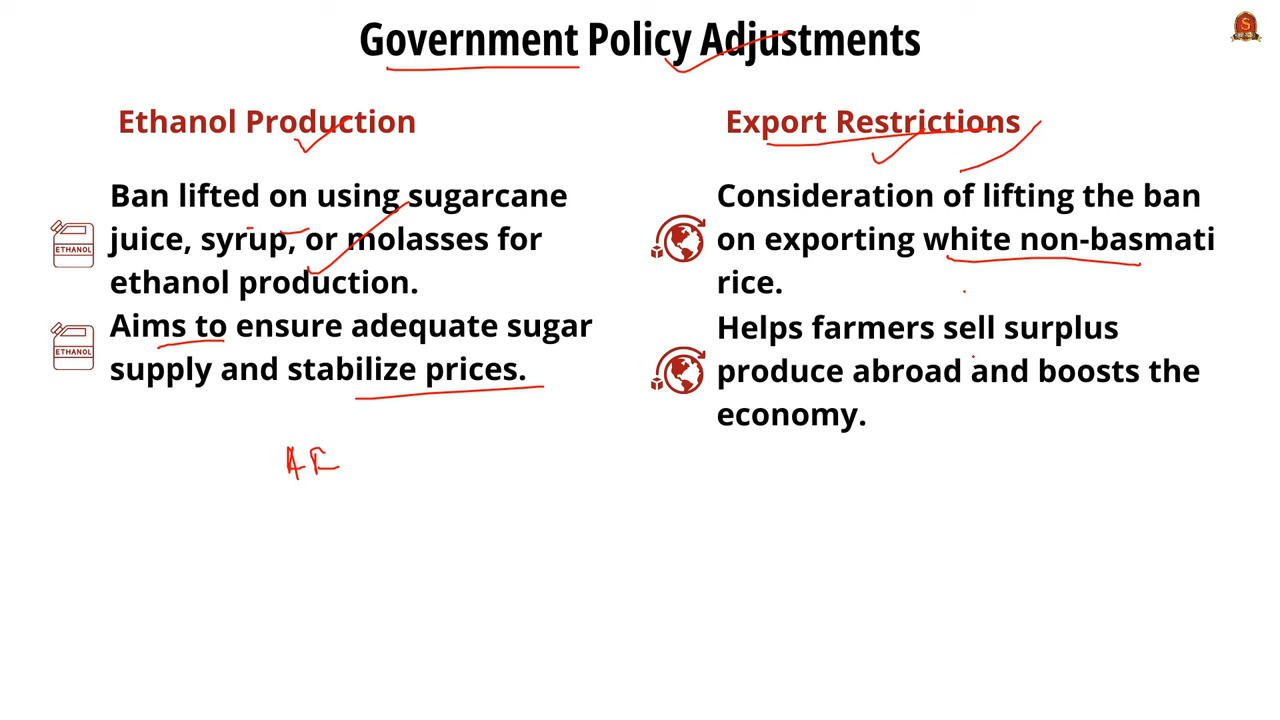 Government Policy Adjustments
Ethanol Production
Ban lifted on using sugarcane
juice, syrup, or molasses for
ethanol production.
Aims to ensure adequate sugar
supply and stabilize prices.
ETHANOL
ETHANOL
Export Restrictions
Consideration of lifting the ban
on exporting white non-basmati
rice.
Helps farmers sell surplus
produce abroad and boosts the
economy.
S